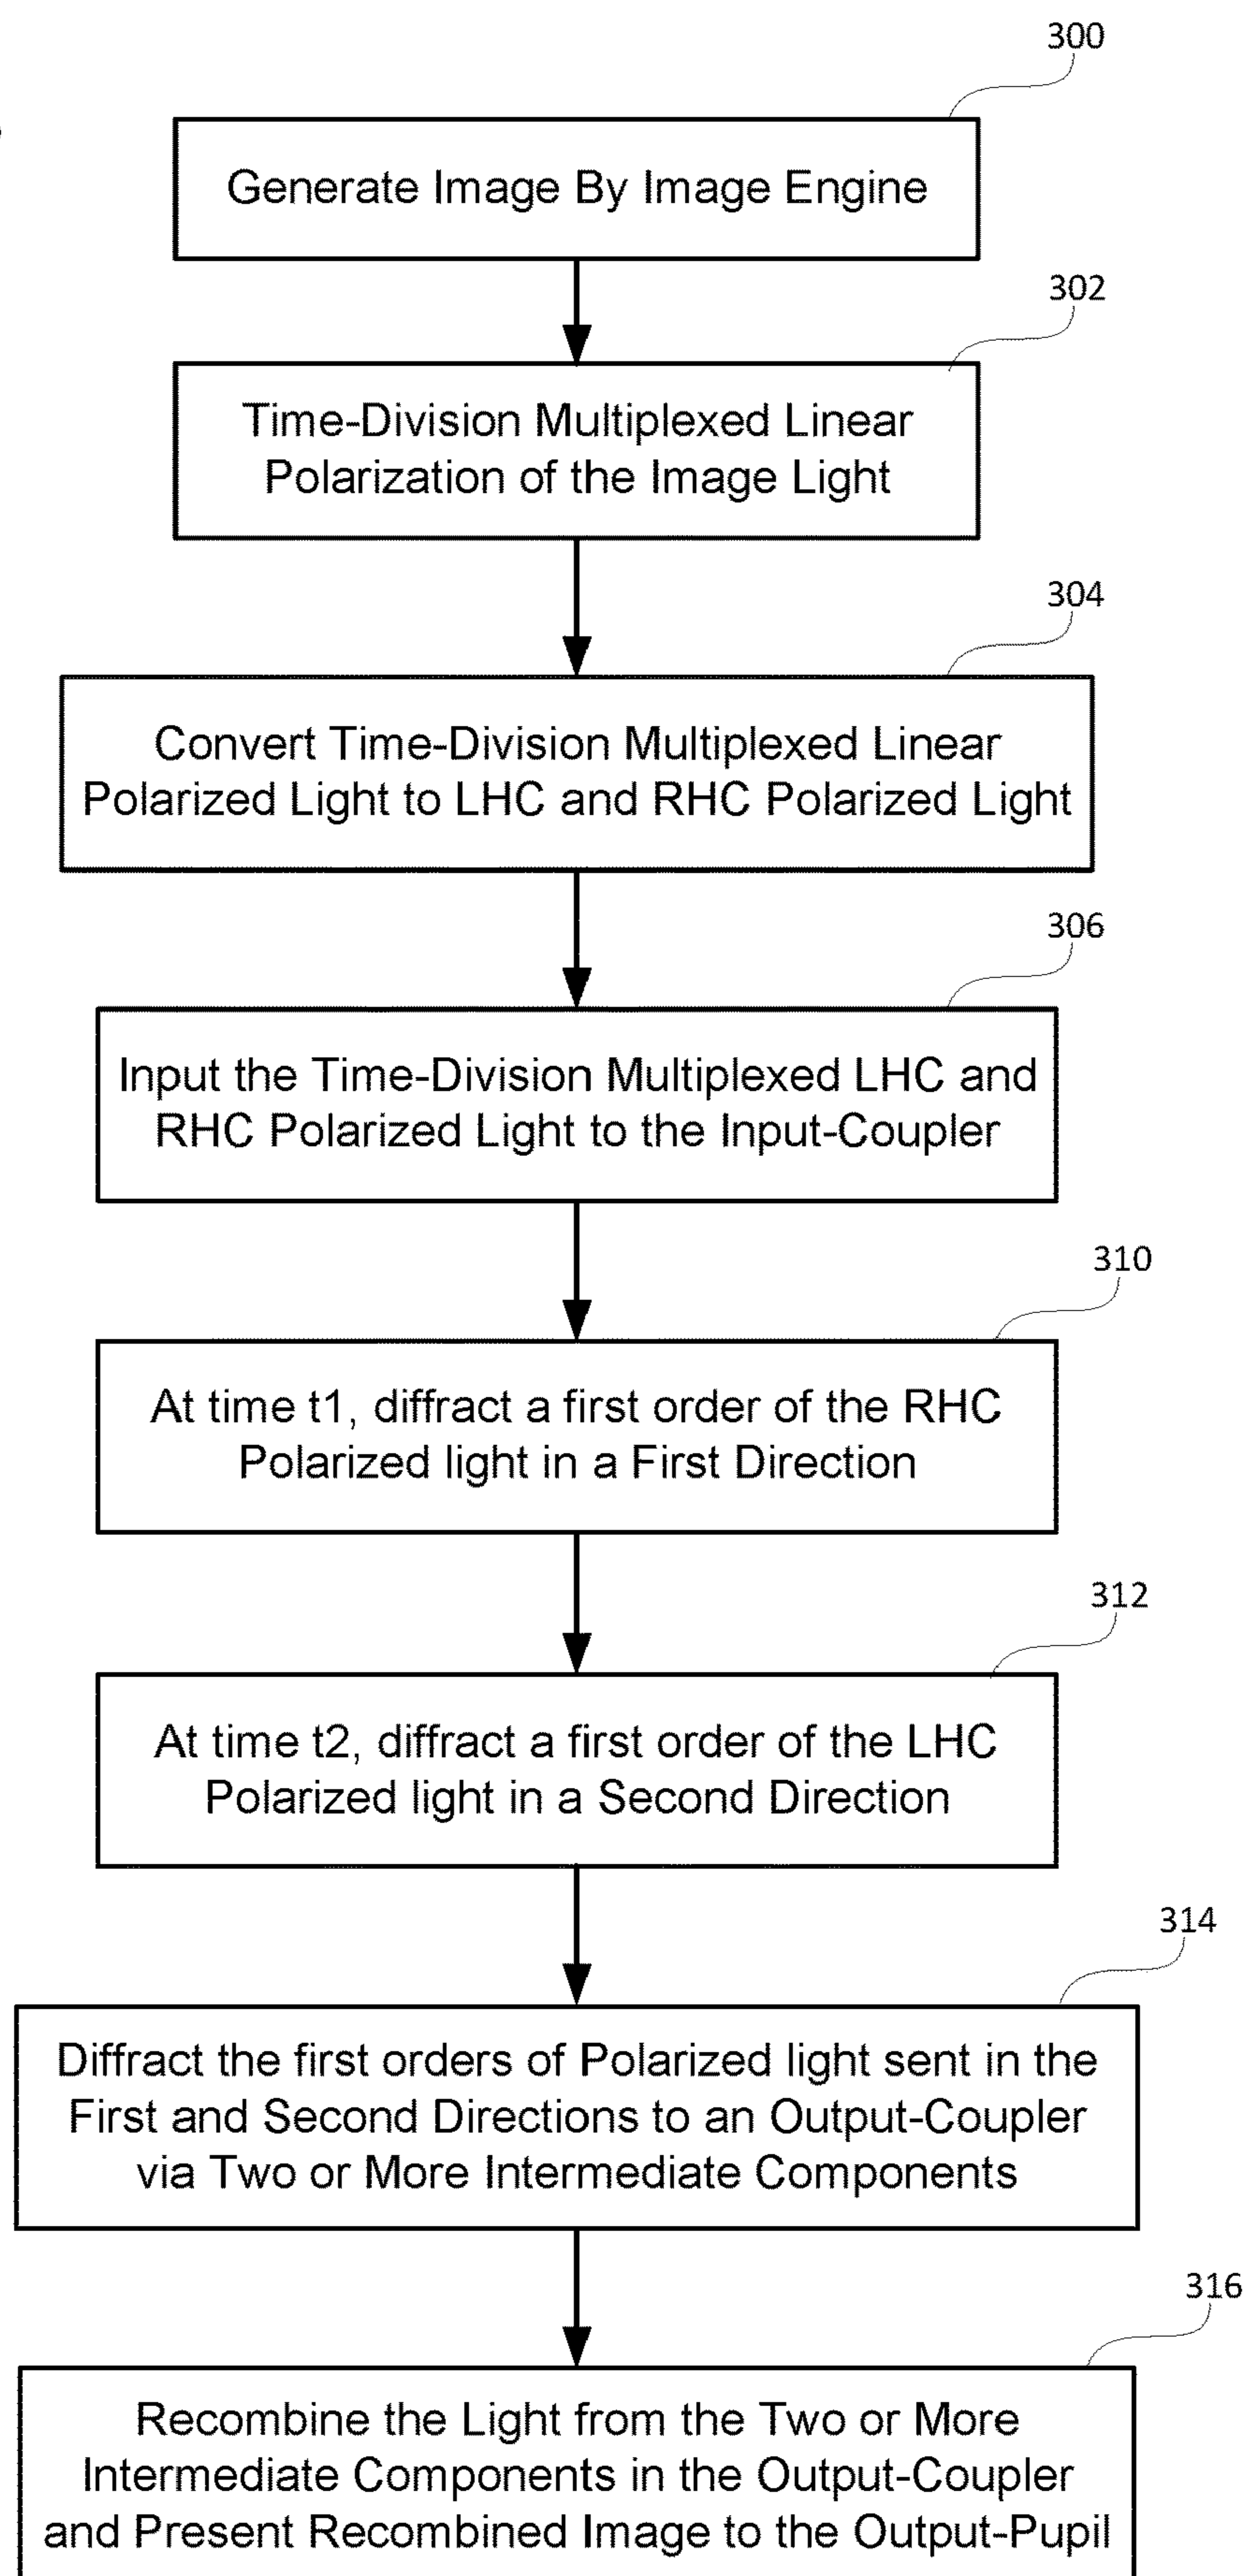 300
Generate Image By Image Engine
302
Time-Division Multiplexed Linear
Polarization of the Image Light
304
Convert Time-Division Multiplexed Linear
Polarized Light to LHC and RHC Polarized Light
306
Input the Time-Division Multiplexed LHC and
RHC Polarized Light to the Input-Coupler
310
At time t1, diffract a first order of the RHC
Polarized light in a First Direction
312
At time t2, diffract a first order of the LHC
Polarized light in a Second Direction
314
Diffract the first orders of Polarized light sent in the
First and Second Directions to an Output-Coupler
via Two or More Intermediate Components
316
Recombine the Light from the Two or More
Intermediate Components in the Output-Coupler
and Present Recombined Image to the Output-Pupil